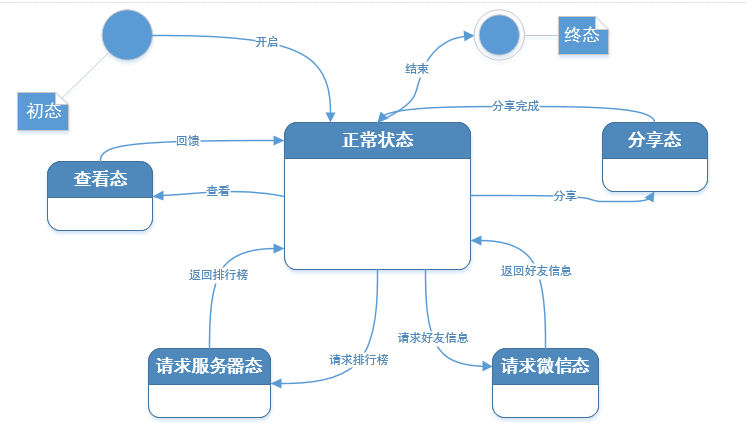 开启
终态
结束
初态
分享完成
正常状态
分享态
回馈
查看态
查看
分享
返回排行榜
返回好友信息
请求排行榜
请求好友信息
请求服务器态
请求微信态